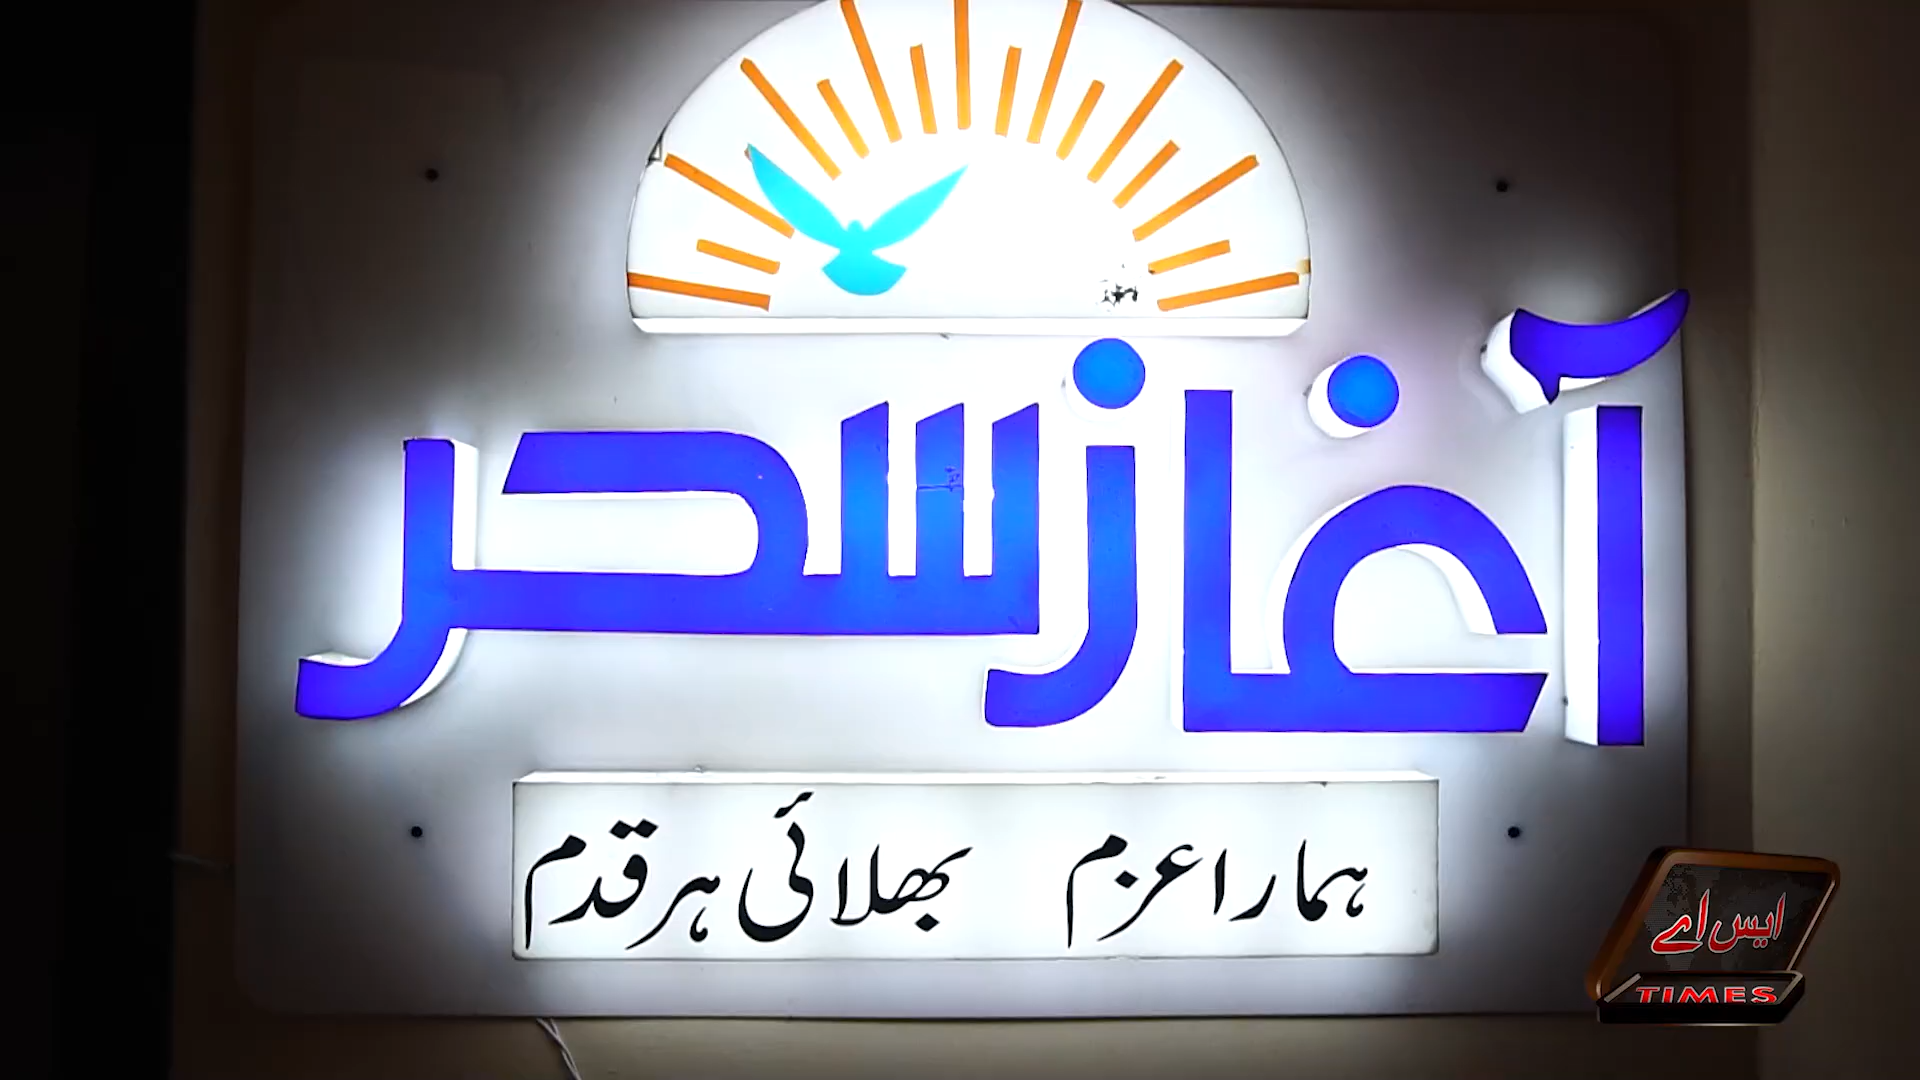 آغاز سحر
ہمارا عزم بھلائی ہر قدم
ایس اے
TIMES